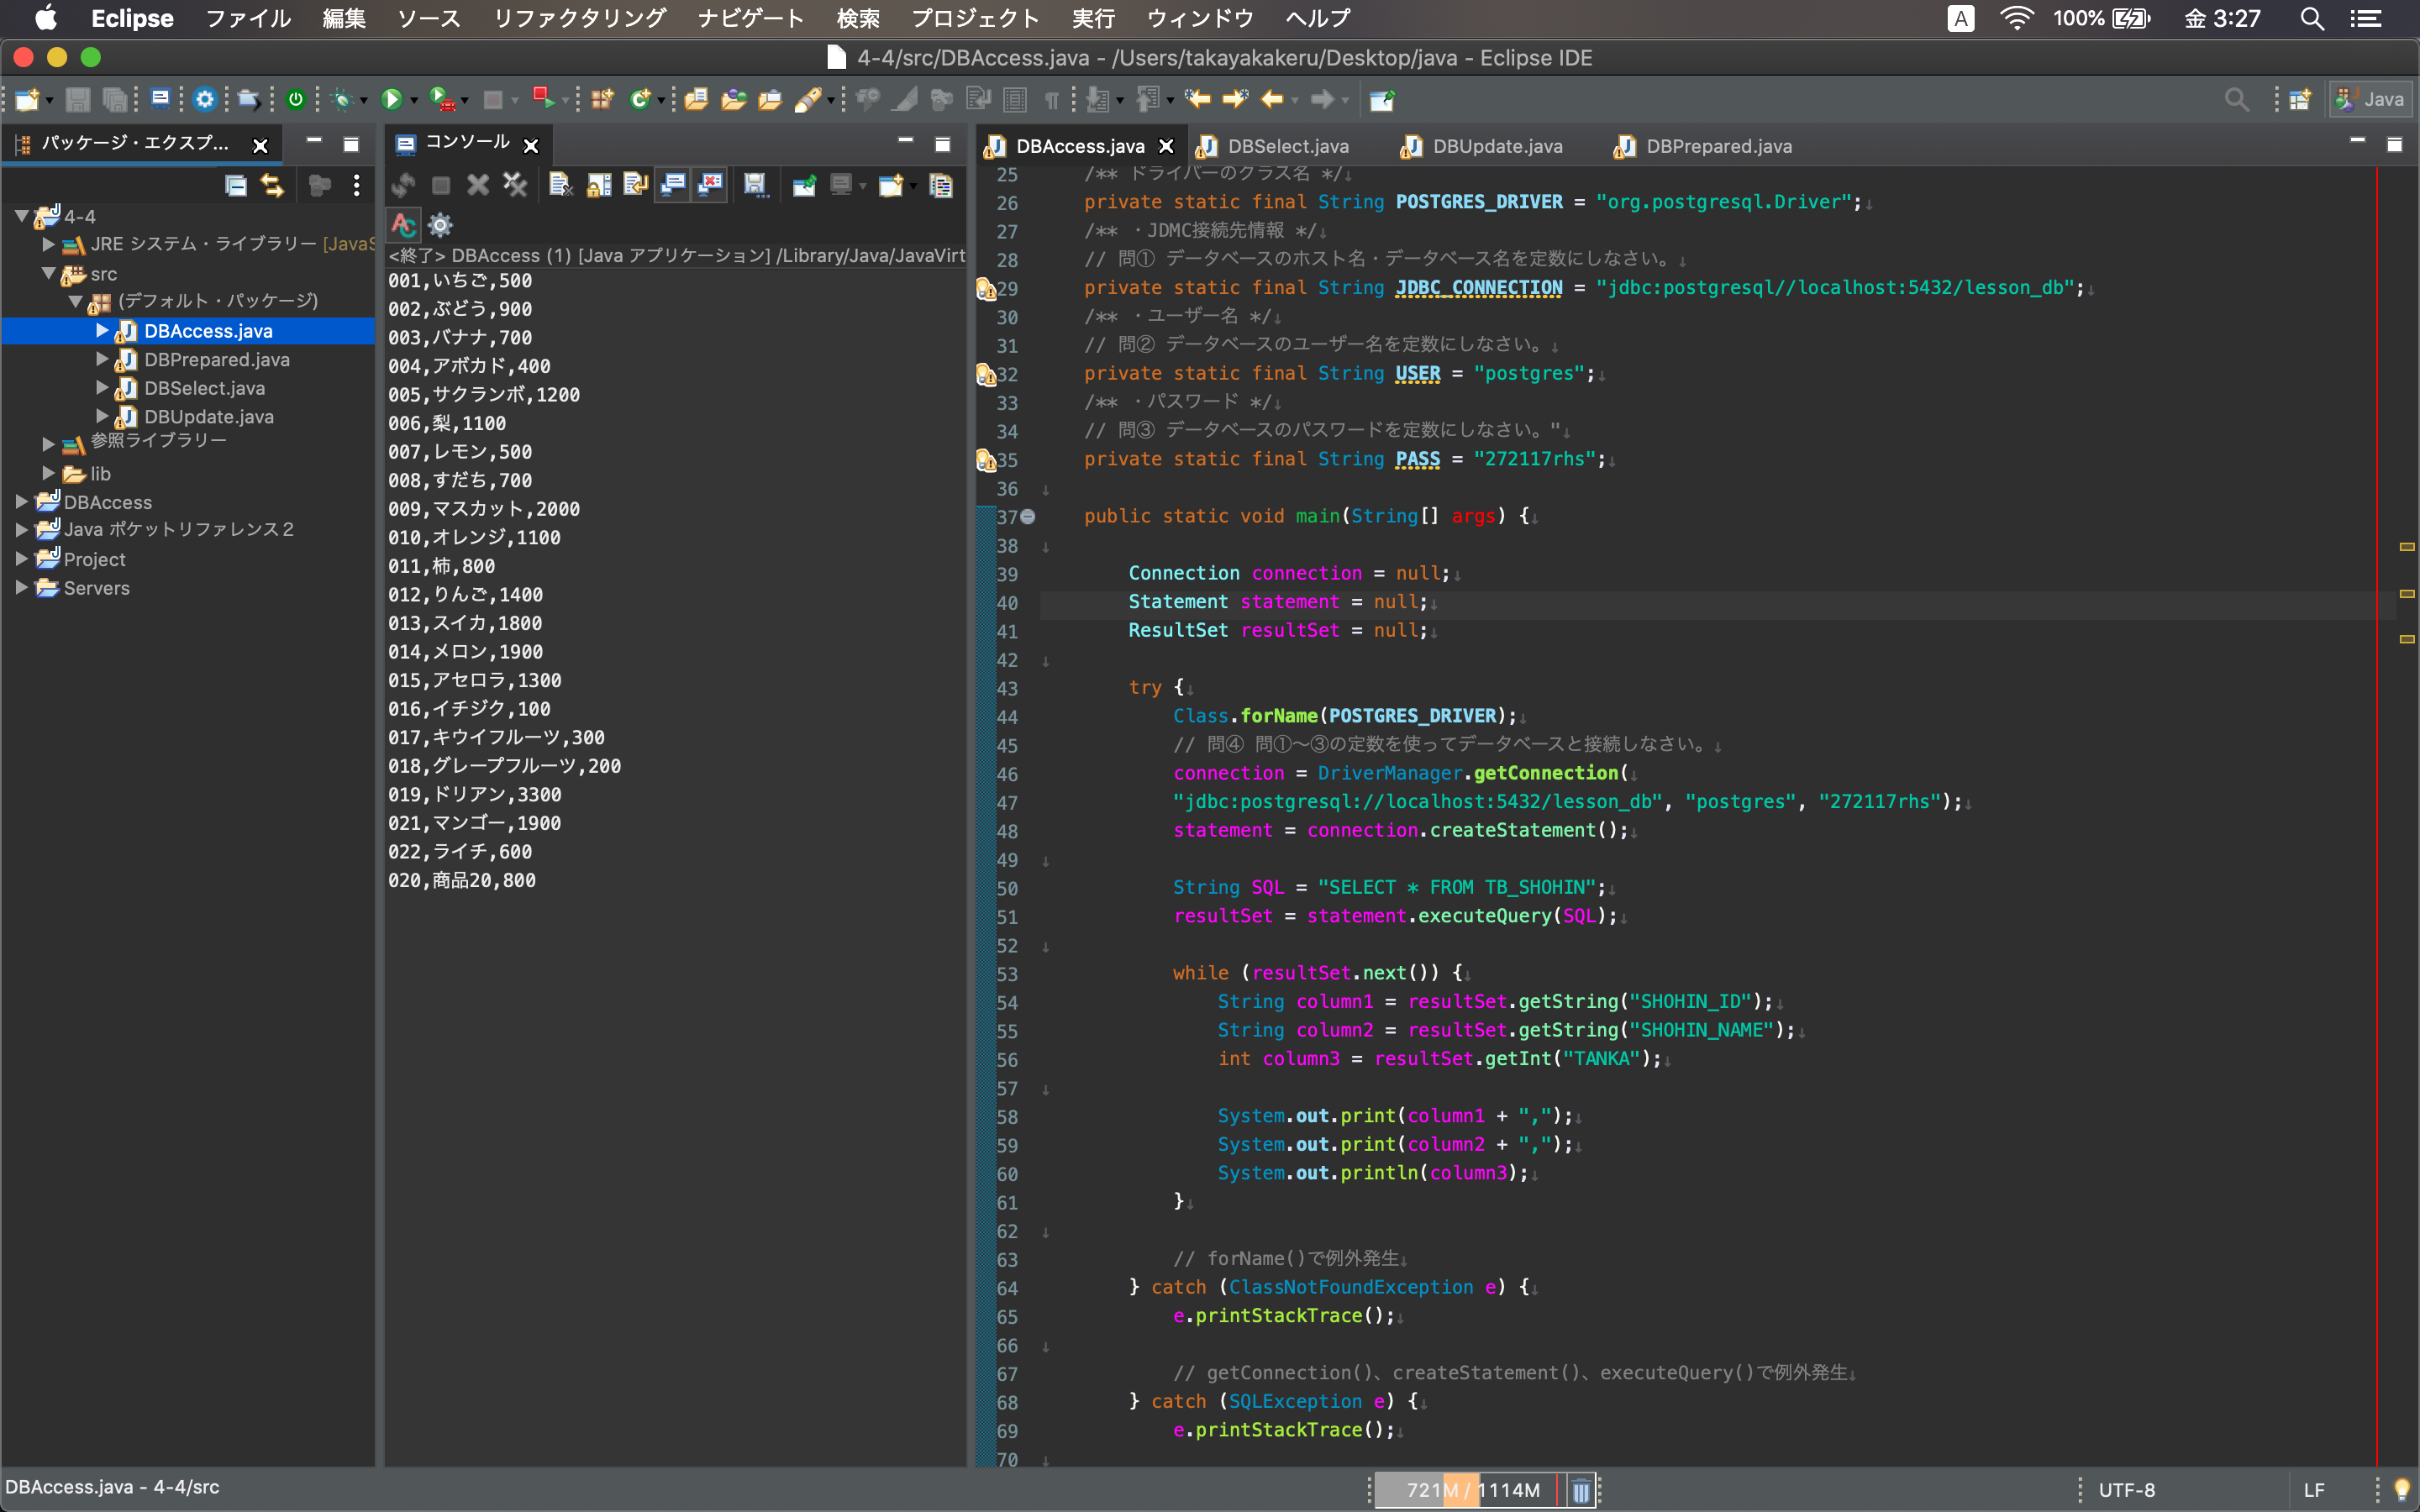 Eclipse ファイル 編集 ソース リファクタリング ナビゲート 検索 プロジェクト 実行 ウィンドウ ヘルプ A 100% 金 3:27
4-4/src/DBAccess.java - /Users/takayakakeru/Desktop/java - Eclipse IDE
Java
パッケージ・エクスプ...
4-4
JRE システム・ライブラリー [JavaS
src
(デフォルト・パッケージ)
DBAccess.java
DBPrepared.java
DBSelect.java
DBUpdate.java
参照ライブラリー
lib
DBAccess
Java ポケットリファレンス2
Project
Servers
コンソール
<終了> DBAccess (1) [Java アプリケーション] /Library/Java/JavaVirt
001,いちご,500
002,ぶどう,900
003,バナナ,700
004,アボカド,400
005,サクランボ,1200
006,梨,1100
007,レモン,500
008,すだち,700
009,マスカット,2000
010,オレンジ,1100
011,柿,800
012,りんご,1400
013,スイカ,1800
014,メロン,1900
015,アセロラ,1300
016,イチジク,100
017,キウイフルーツ,300
018,グレープフルーツ,200
019,ドリアン,3300
021,マンゴー,1900
022,ライチ,600
020,商品20,800
DBAccess.java DBSelect.java DBUpdate.java DBPrepared.java
25 /** ドライバーのクラス名 */↓
26 private static final String POSTGRES_DRIVER = "org.postgresql.Driver";↓
27 /** ・JDMC接続先情報 */↓
28 // 問① データベースのホスト名・データベース名を定数にしなさい。↓
29 private static final String JDBC_CONNECTION = "jdbc:postgresql//localhost:5432/lesson_db";↓
30 /** ・ユーザー名 */↓
31 // 問② データベースのユーザー名を定数にしなさい。↓
32 private static final String USER = "postgres";↓
33 /** ・パスワード */↓
34 // 問③ データベースのパスワードを定数にしなさい。"↓
35 private static final String PASS = "272117rhs";↓
36 ↓
37 public static void main(String[] args) {↓
38 ↓
39 Connection connection = null;↓
40 Statement statement = null;↓
41 ResultSet resultSet = null;↓
42 ↓
43 try {↓
44 Class.forName(POSTGRES_DRIVER);↓
45 // 問④ 問①〜③の定数を使ってデータベースと接続しなさい。↓
46 connection = DriverManager.getConnection(↓
47 "jdbc:postgresql://localhost:5432/lesson_db", "postgres", "272117rhs");↓
48 statement = connection.createStatement();↓
49 ↓
50 String SQL = "SELECT * FROM TB_SHOHIN";↓
51 resultSet = statement.executeQuery(SQL);↓
52 ↓
53 while (resultSet.next()) {↓
54 String column1 = resultSet.getString("SHOHIN_ID");↓
55 String column2 = resultSet.getString("SHOHIN_NAME");↓
56 int column3 = resultSet.getInt("TANKA");↓
57 ↓
58 System.out.print(column1 + ",");↓
59 System.out.print(column2 + ",");↓
60 System.out.println(column3);↓
61 }↓
62 ↓
63 // forName()で例外発生↓
64 } catch (ClassNotFoundException e) {↓
65 e.printStackTrace();↓
66 ↓
67 // getConnection()、createStatement()、executeQuery()で例外発生↓
68 } catch (SQLException e) {↓
69 e.printStackTrace();↓
70 ↓
DBAccess.java - 4-4/src 721M / 1114M UTF-8 LF